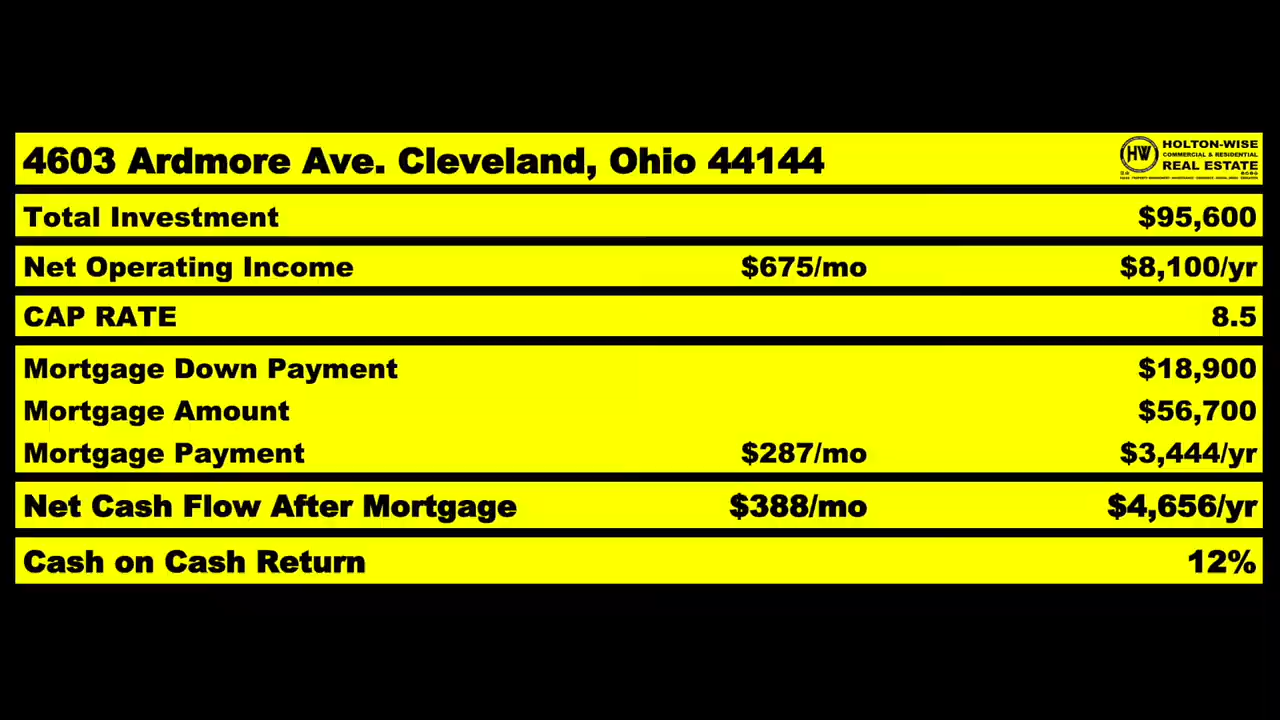 4603 Ardmore Ave. Cleveland, Ohio 44144
HW
HOLTON-WISE
COMMERCIAL & RESIDENTIAL
REAL ESTATE
Total Investment $95,600
Net Operating Income $675/mo $8,100/yr
CAP RATE 8.5
Mortgage Down Payment $18,900
Mortgage Amount $56,700
Mortgage Payment $287/mo $3,444/yr
Net Cash Flow After Mortgage $388/mo $4,656/yr
Cash on Cash Return 12%